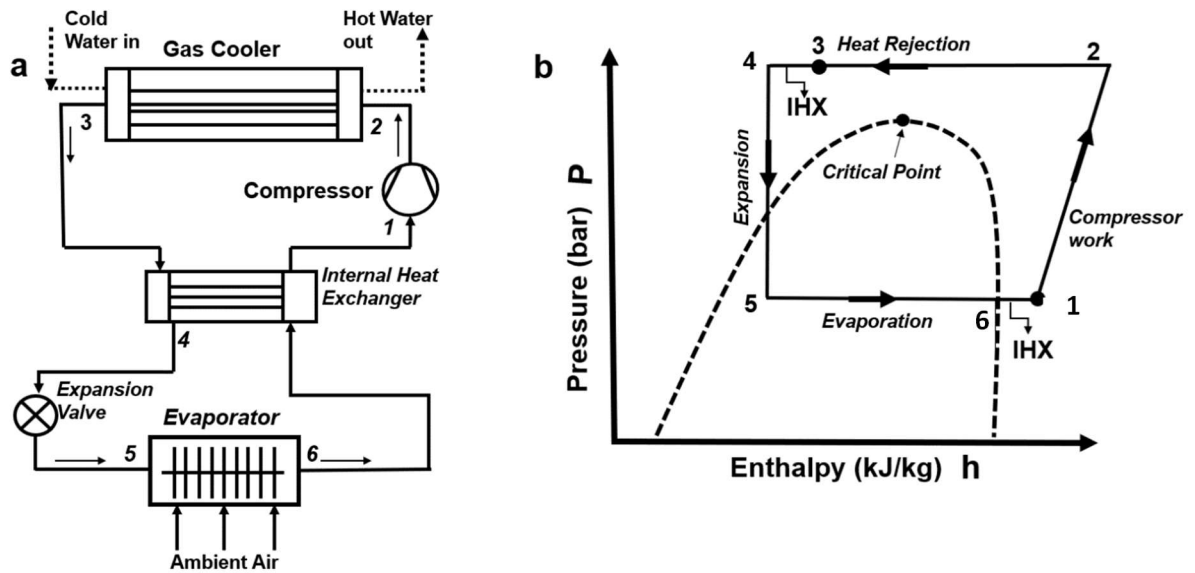 a
Cold
Water in
Gas Cooler
Hot Water
out
3
2
Compressor
1
Internal Heat
Exchanger
4
Expansion
Valve
Evaporator
5
6
Ambient Air
b
4
3
Heat Rejection
2
IHX
Critical Point
Expansion
Compressor
work
5
Evaporation
6
1
IHX
Pressure (bar) P
Enthalpy (kJ/kg) h